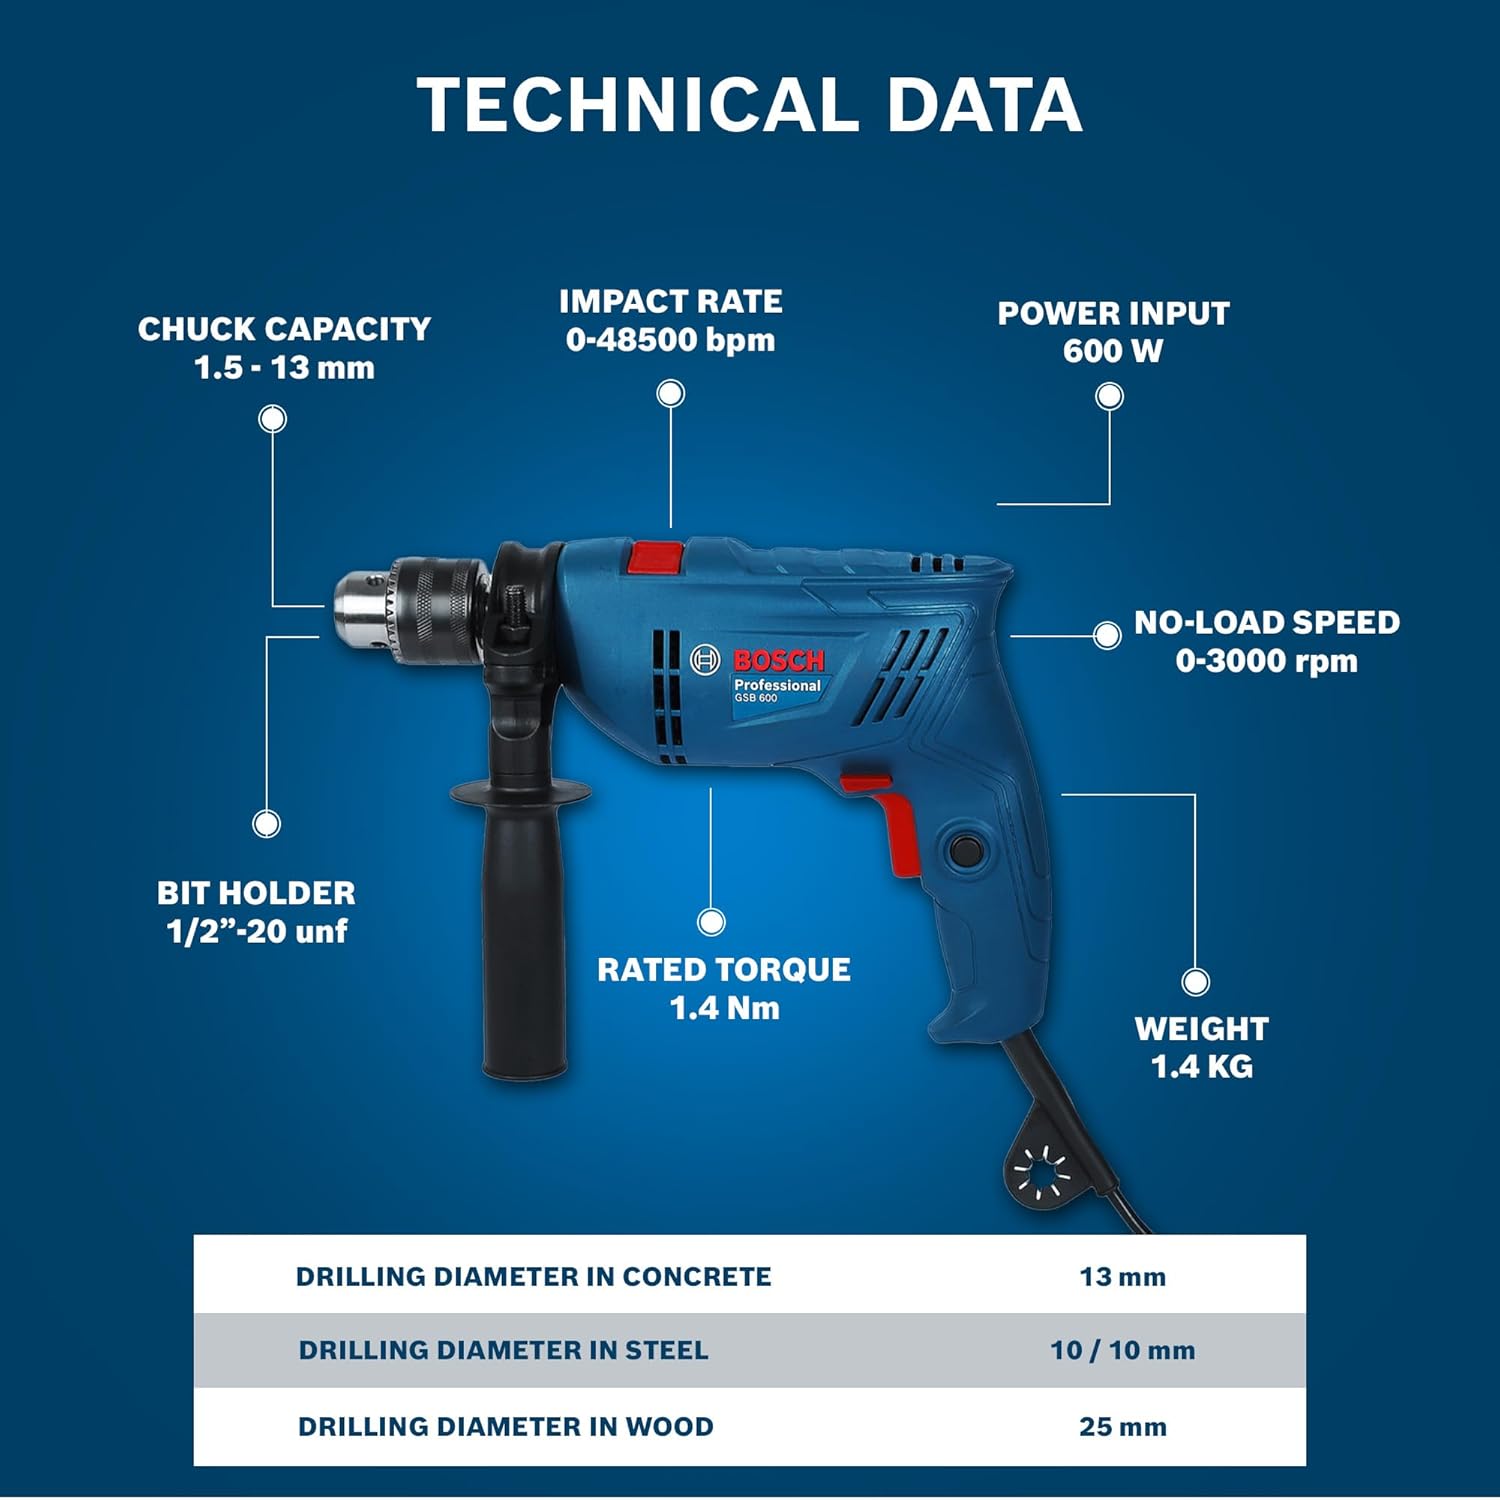 TECHNICAL DATA
CHUCK CAPACITY
1.5 - 13 mm
IMPACT RATE
0-48500 bpm
POWER INPUT
600 W
NO-LOAD SPEED
0-3000 rpm
BOSCH
Professional
GSB 600
BIT HOLDER
1/2”-20 unf
RATED TORQUE
1.4 Nm
WEIGHT
1.4 KG
DRILLING DIAMETER IN CONCRETE 13 mm
DRILLING DIAMETER IN STEEL 10 / 10 mm
DRILLING DIAMETER IN WOOD 25 mm